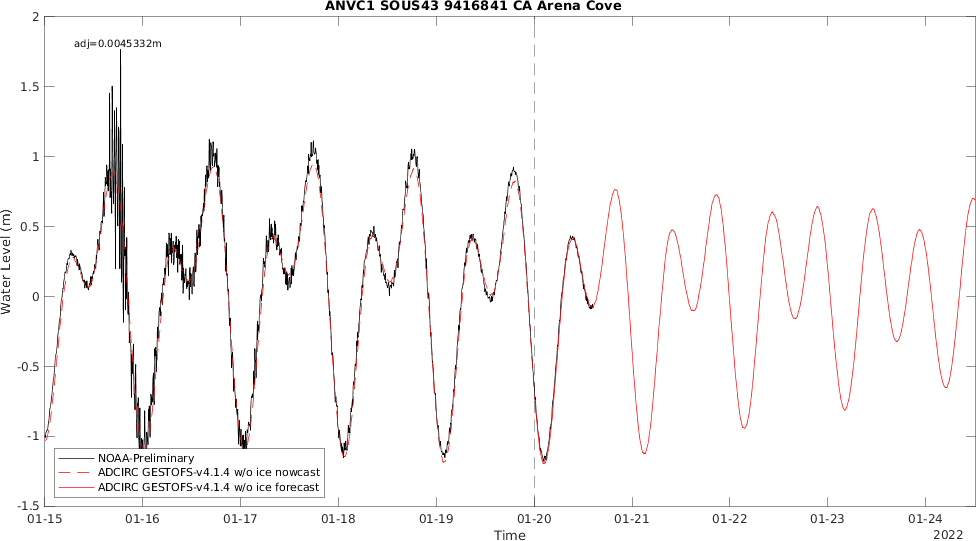 ANVC1 SOUS43 9416841 CA Arena Cove
adj=0.0045332m
Water Level (m)
2
1.5
1
0.5
0
-0.5
-1
-1.5
NOAA-Preliminary
ADCIRC GESTOFS-v4.1.4 w/o ice nowcast
ADCIRC GESTOFS-v4.1.4 w/o ice forecast
01-15 01-16 01-17 01-18 01-19 01-20 01-21 01-22 01-23 01-24
Time
2022